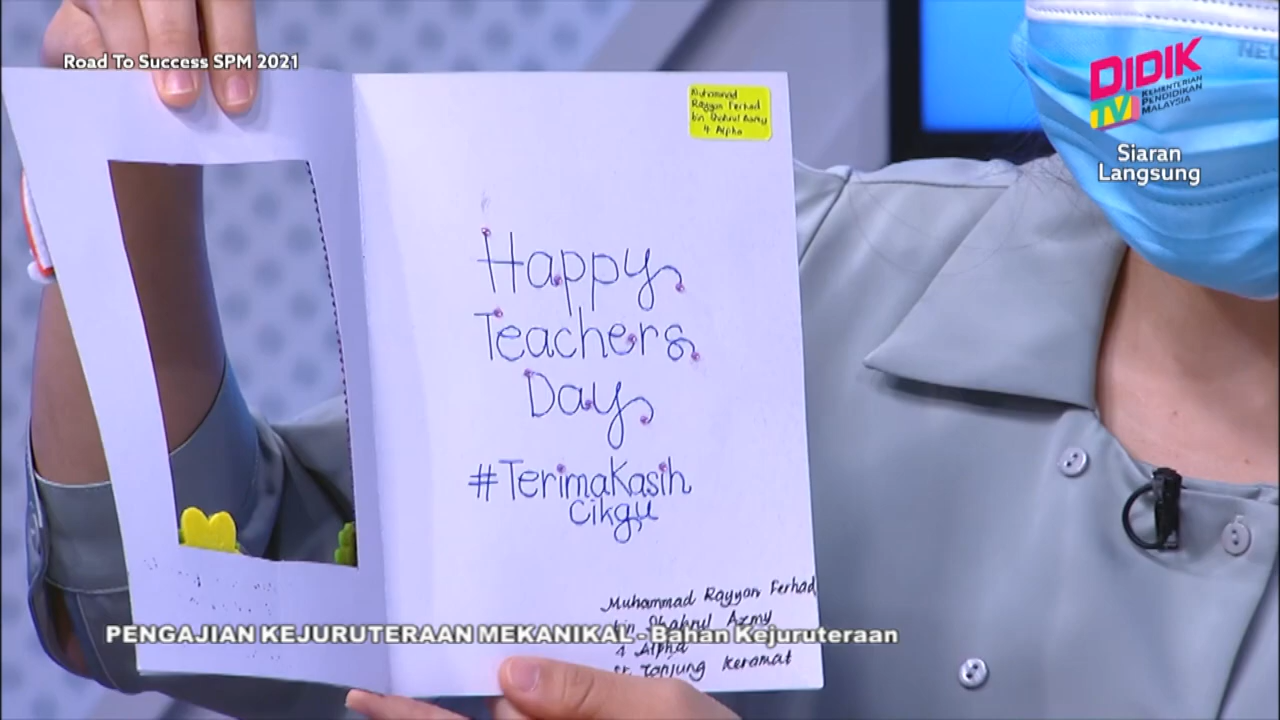 Road To Success SPM 2021
DIDIK
TV
KEMENTERIAN
PENDIDIKAN
MALAYSIA
Siaran
Langsung
Muhammad
Rayyan Ferhad
bin Shahrul Azmy
4 Alpha
Happy
Teachers
Day
#TerimaKasih
Cikgu
Muhammad Rayyan Ferhad
bin Shahrul Azmy
4 Alpha
Tanjung Keramat
PENGAJIAN KEJURUTERAAN MEKANIKAL - Bahan Kejuruteraan